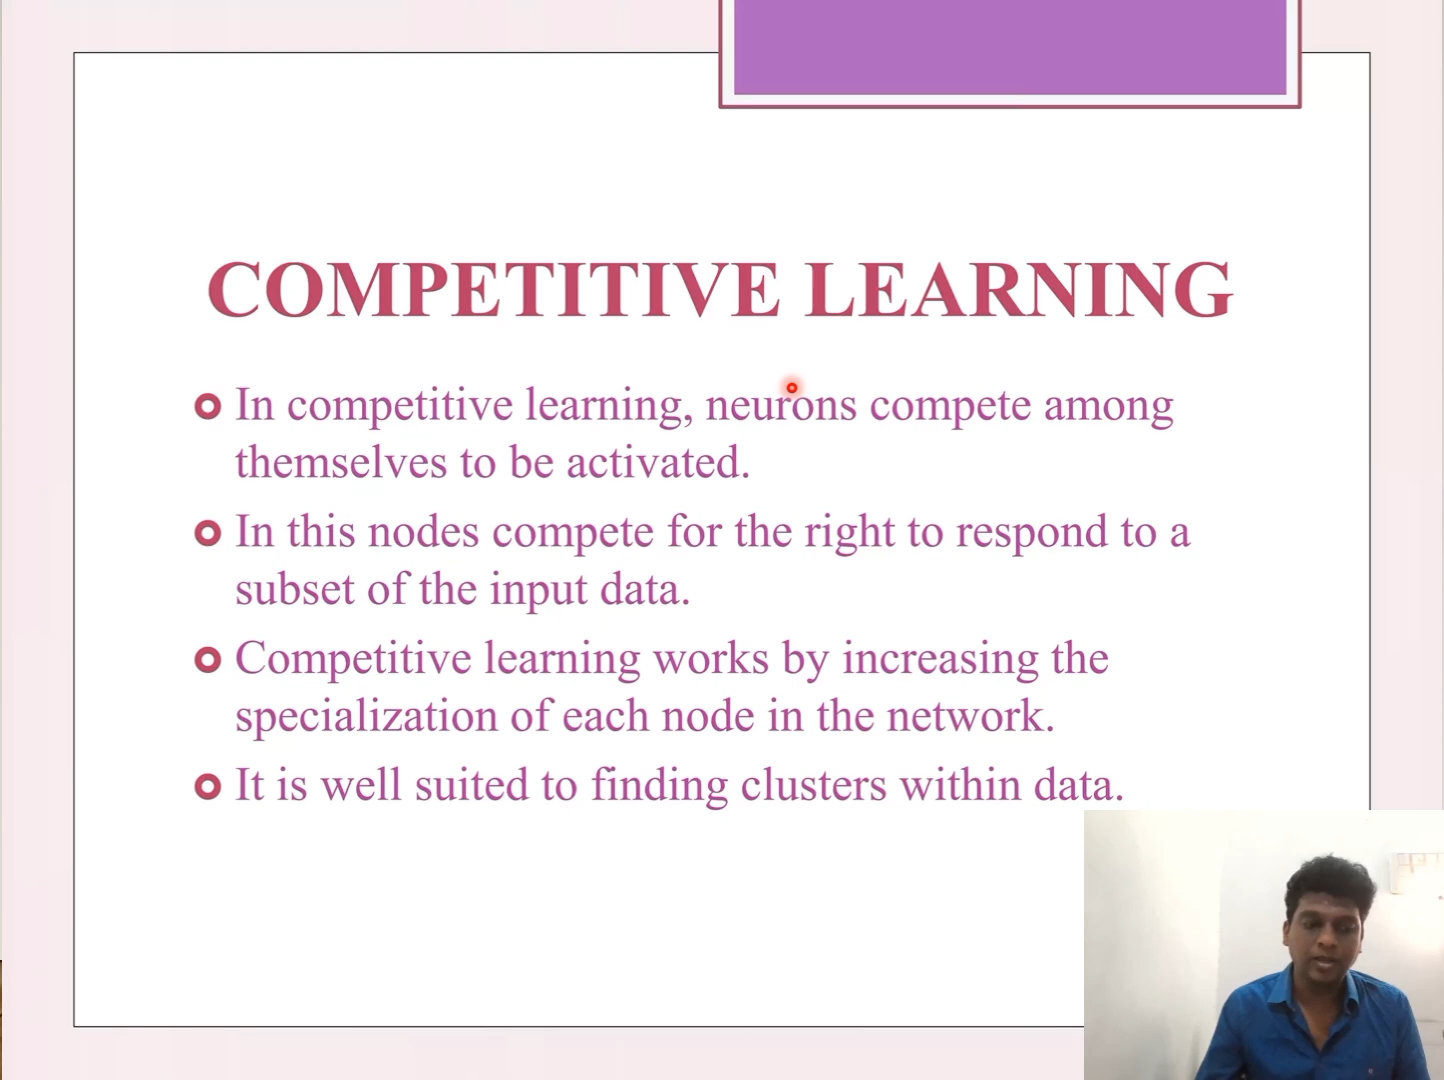 COMPETITIVE LEARNING
In competitive learning, neurons compete among
themselves to be activated.
In this nodes compete for the right to respond to a
subset of the input data.
Competitive learning works by increasing the
specialization of each node in the network.
It is well suited to finding clusters within data.